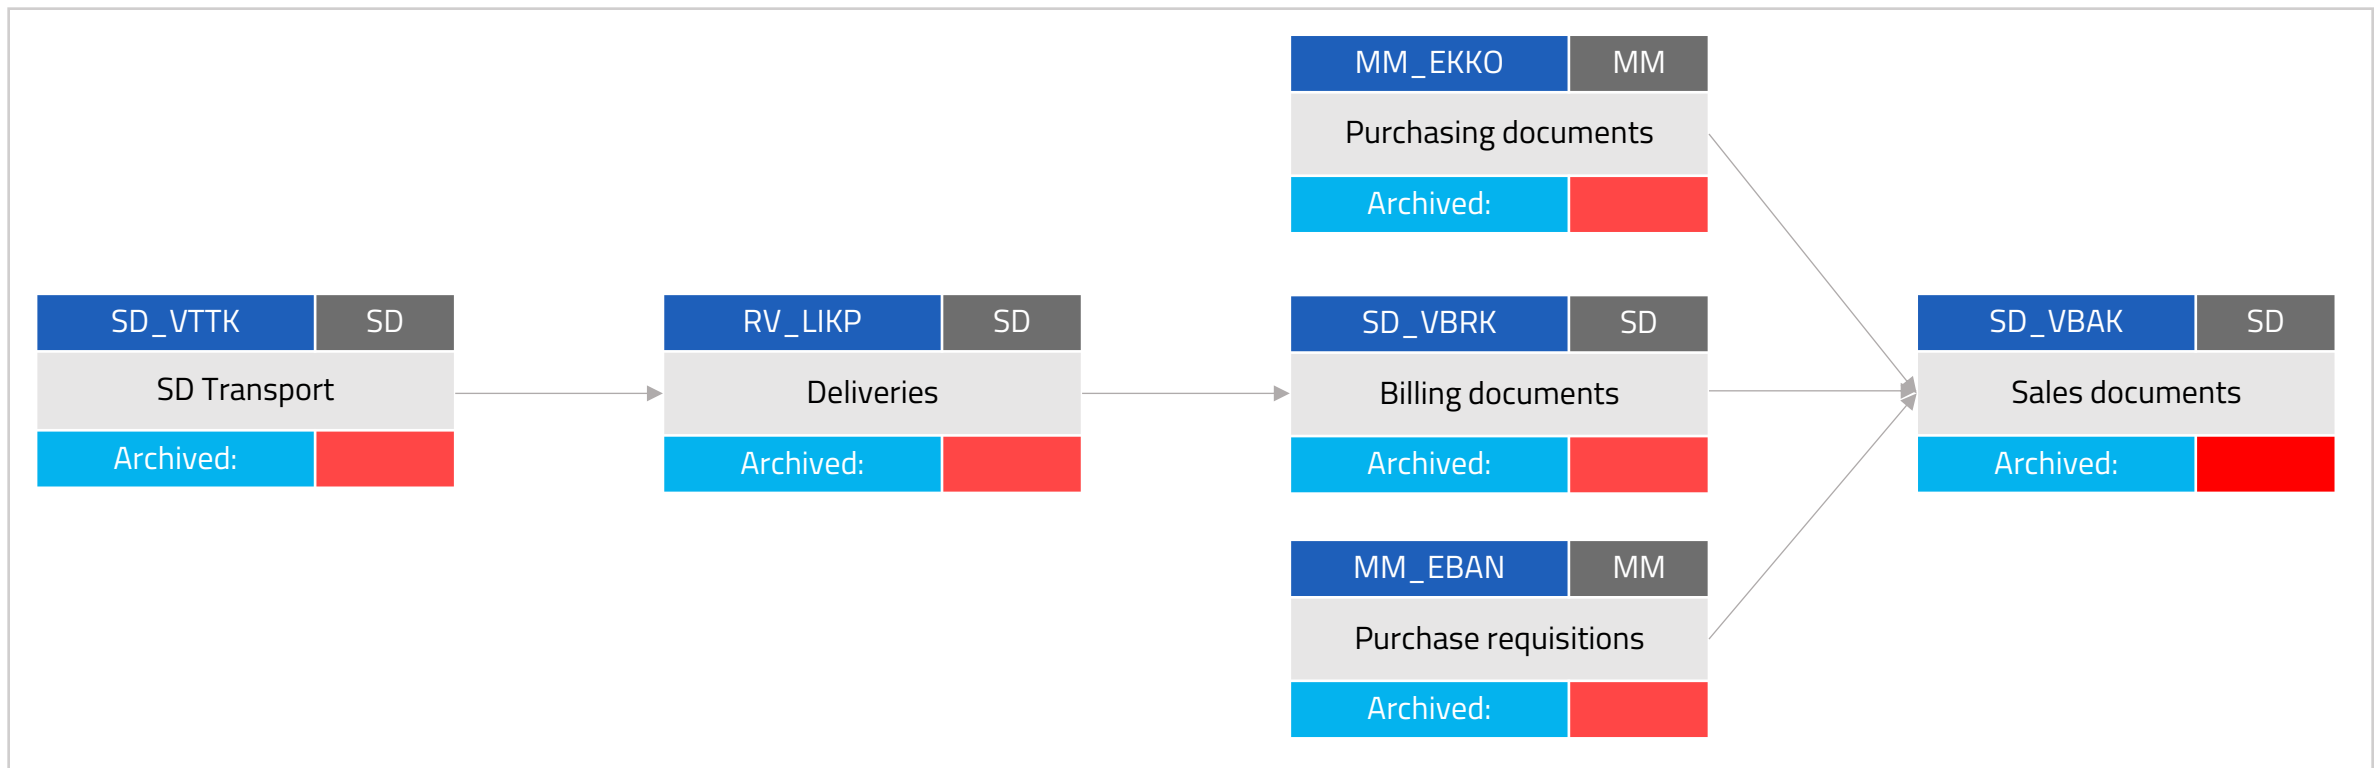 MM_EKKO MM
Purchasing documents
Archived:
SD_VTTK SD
SD Transport
Archived:
RV_LIKP SD
Deliveries
Archived:
SD_VBRK SD
Billing documents
Archived:
SD_VBAK SD
Sales documents
Archived:
MM_EBAN MM
Purchase requisitions
Archived: